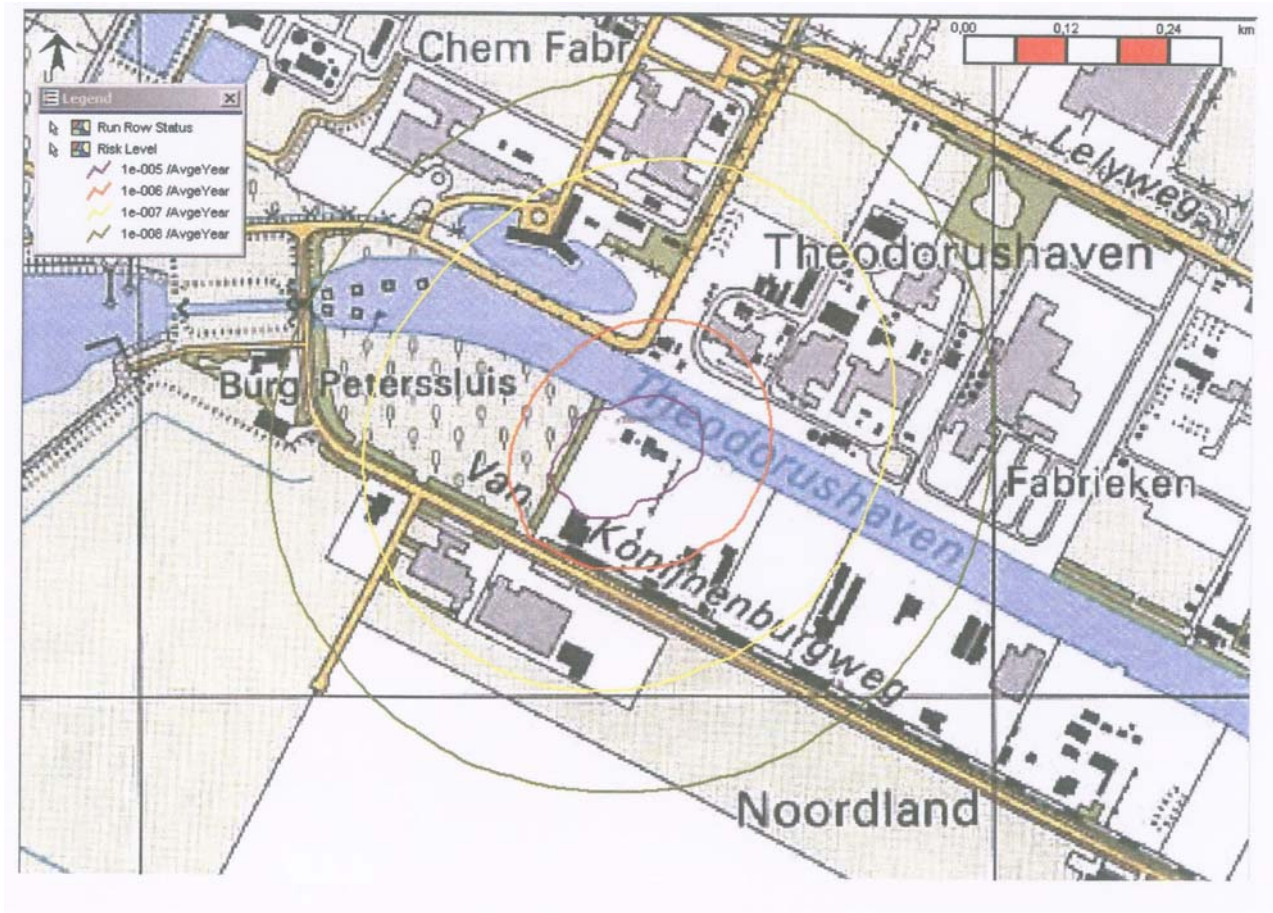 Chem Fabr
0,00 0,12 0,24 km
Legend
Run Row Status
Risk Level
1e-005 /AvgeYear
1e-006 /AvgeYear
1e-007 /AvgeYear
1e-008 /AvgeYear
Lelyweg
Theodorushaven
Burg Peterssluis
Theodorushaven
Fabrieken
Van Konijnenburgweg
Noordland